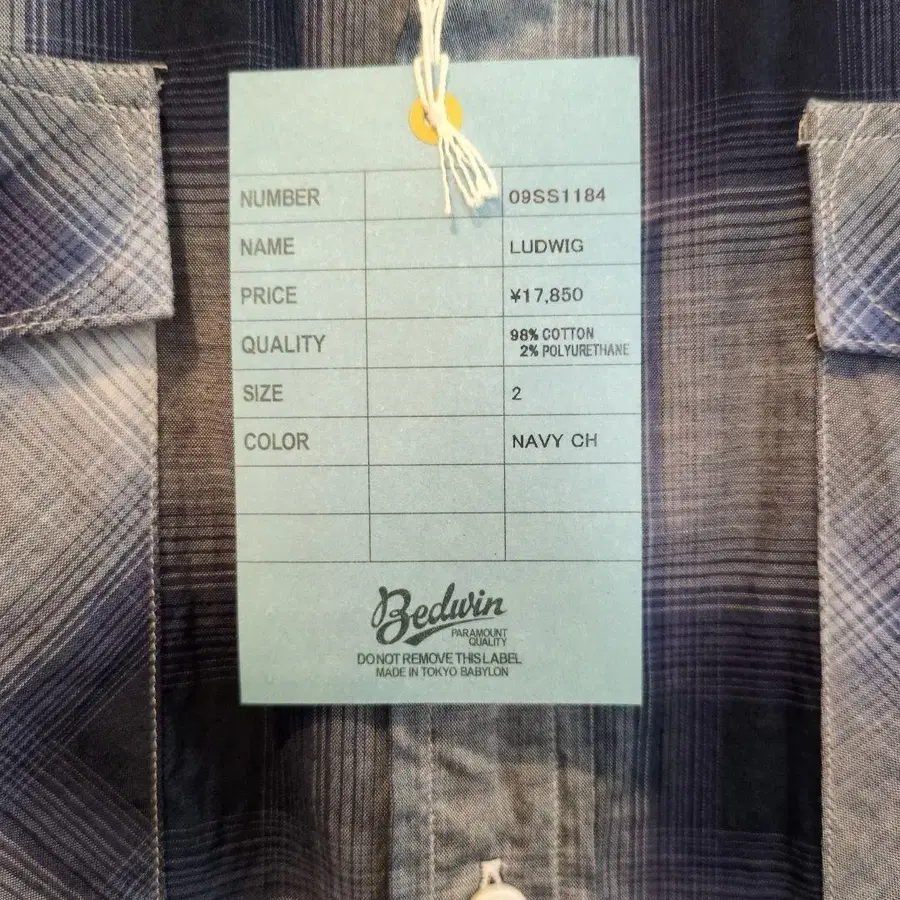 NUMBER 09SS1184
NAME LUDWIG
PRICE ¥17,850
QUALITY 98% COTTON
2% POLYURETHANE
SIZE 2
COLOR NAVY CH
Bedwin
PARAMOUNT
QUALITY
DO NOT REMOVE THIS LABEL
MADE IN TOKYO BABYLON